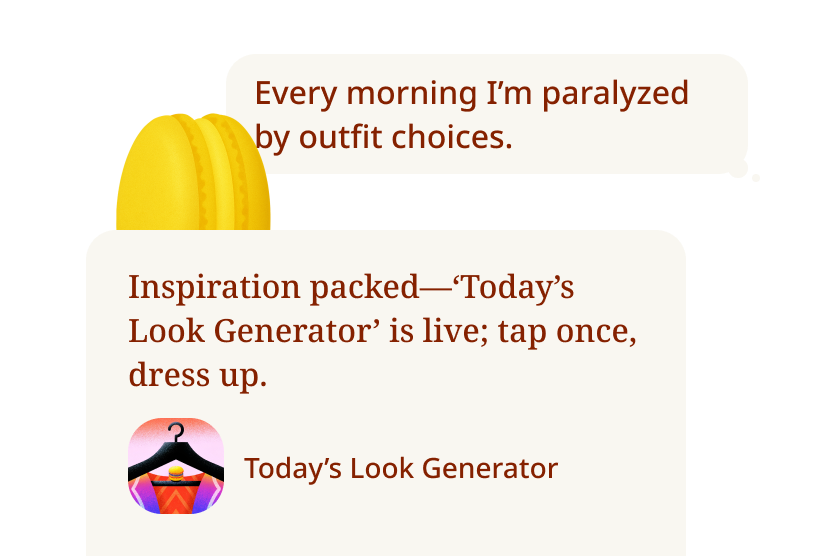 Every morning I’m paralyzed
by outfit choices.
Inspiration packed—‘Today’s
Look Generator’ is live; tap once,
dress up.
Today’s Look Generator